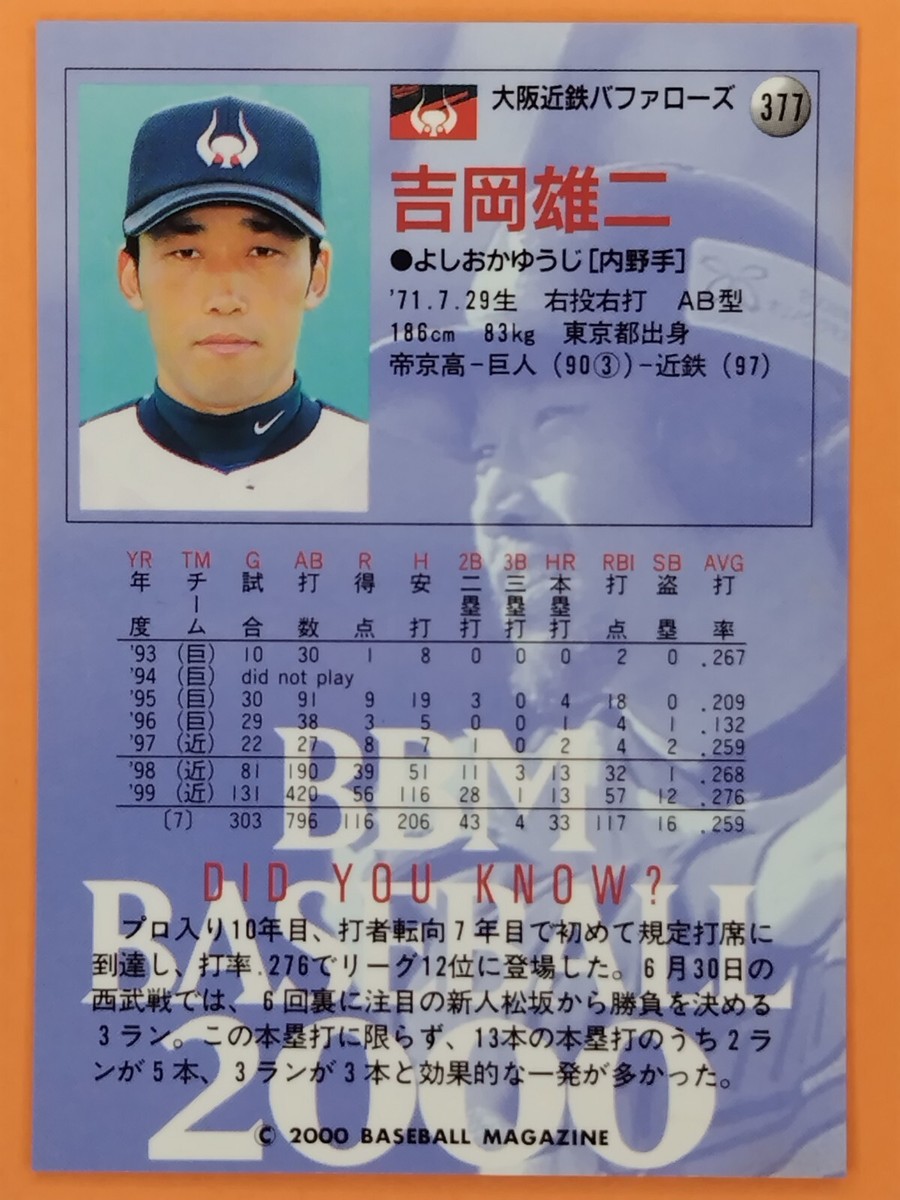 大阪近鉄バファローズ 377
吉岡雄二
●よしおかゆうじ[内野手]
'71.7.29生 右投右打 AB型
186cm 83kg 東京都出身
帝京高-巨人(90③)-近鉄(97)
YR TM G AB R H 2B 3B HR RBI SB AVG
年度 チーム 試合 打数 得点 安打 二塁打 三塁打 本塁打 打点 盗塁 打率
'93 (巨) 10 30 1 8 0 0 0 2 0 .267
'94 (巨) did not play
'95 (巨) 30 91 9 19 3 0 4 18 0 .209
'96 (巨) 29 38 3 5 0 0 1 4 1 .132
'97 (近) 22 27 8 7 1 0 2 4 2 .259
'98 (近) 81 190 39 51 11 3 13 32 1 .268
'99 (近) 131 420 56 116 28 1 13 57 12 .276
〔7〕 303 796 116 206 43 4 33 117 16 .259
BBM
BASEBALL
2000
DID YOU KNOW?
プロ入り10年目、打者転向7年目で初めて規定打席に
到達し、打率.276でリーグ12位に登場した。6月30日の
西武戦では、6回裏に注目の新人松坂から勝負を決める
3ラン。この本塁打に限らず、13本の本塁打のうち2ラ
ンが5本、3ランが3本と効果的な一発が多かった。
© 2000 BASEBALL MAGAZINE